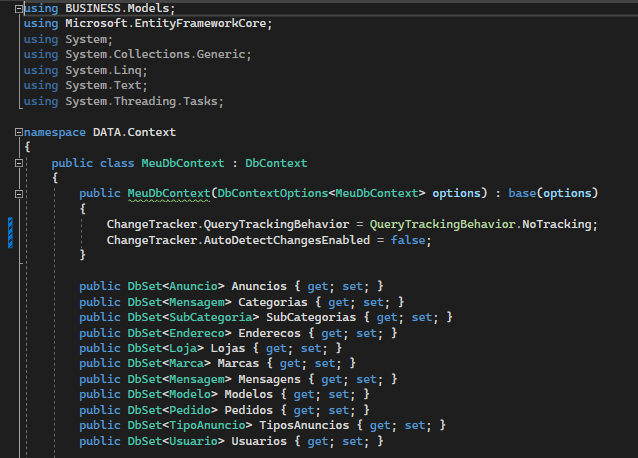 using BUSINESS.Models;
using Microsoft.EntityFrameworkCore;
using System;
using System.Collections.Generic;
using System.Linq;
using System.Text;
using System.Threading.Tasks;
namespace DATA.Context
{
public class MeuDbContext : DbContext
{
public MeuDbContext(DbContextOptions<MeuDbContext> options) : base(options)
{
ChangeTracker.QueryTrackingBehavior = QueryTrackingBehavior.NoTracking;
ChangeTracker.AutoDetectChangesEnabled = false;
}
public DbSet<Anuncio> Anuncios { get; set; }
public DbSet<Mensagem> Categorias { get; set; }
public DbSet<SubCategoria> SubCategorias { get; set; }
public DbSet<Endereco> Enderecos { get; set; }
public DbSet<Loja> Lojas { get; set; }
public DbSet<Marca> Marcas { get; set; }
public DbSet<Mensagem> Mensagens { get; set; }
public DbSet<Modelo> Modelos { get; set; }
public DbSet<Pedido> Pedidos { get; set; }
public DbSet<TipoAnuncio> TiposAnuncios { get; set; }
public DbSet<Usuario> Usuarios { get; set; }